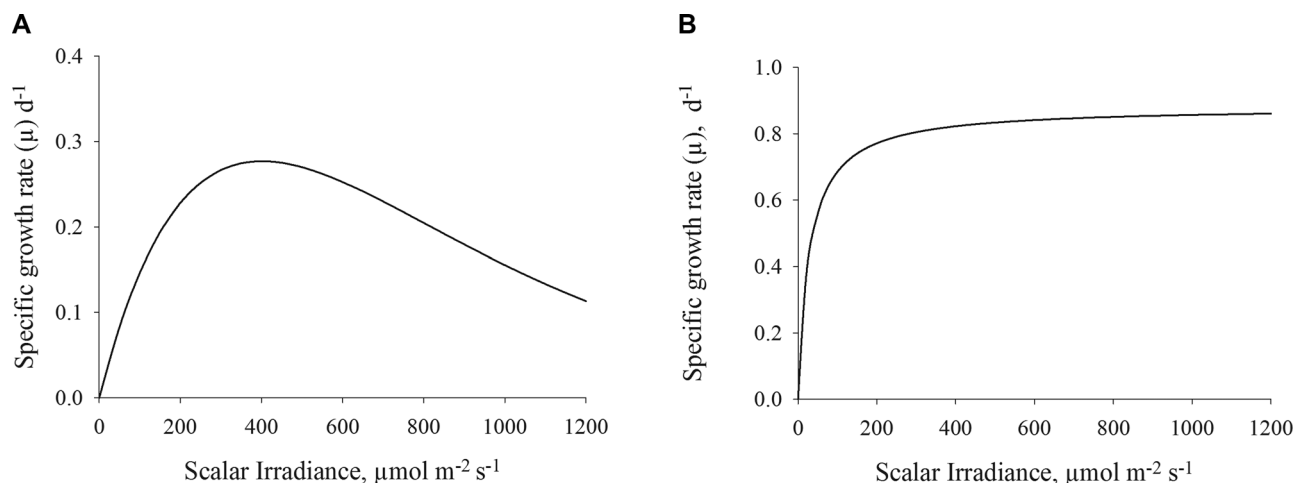 A
Specific growth rate (µ) d-1
0.4
0.3
0.2
0.1
0.0
0 200 400 600 800 1000 1200
Scalar Irradiance, µmol m-2 s-1
B
Specific growth rate (µ), d-1
1.0
0.8
0.6
0.4
0.2
0.0
0 200 400 600 800 1000 1200
Scalar Irradiance, µmol m-2 s-1